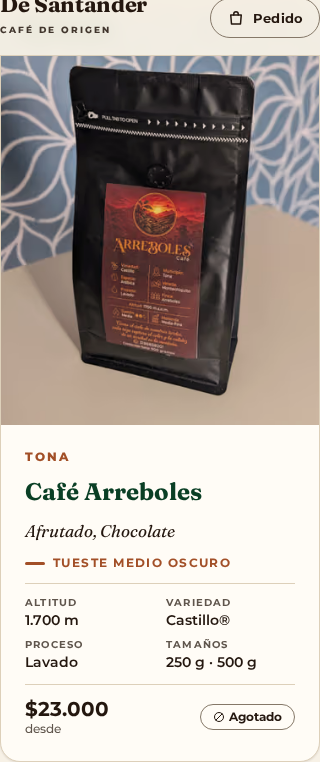 De Santander
CAFÉ DE ORIGEN
Pedido
PULL TAB TO OPEN
ARREBOLES
CAFÉ
TONA
Café Arreboles
Afrutado, Chocolate
TUESTE MEDIO OSCURO
ALTITUD
1.700 m
VARIEDAD
Castillo®
PROCESO
Lavado
TAMAÑOS
250 g · 500 g
$23.000
desde
Agotado